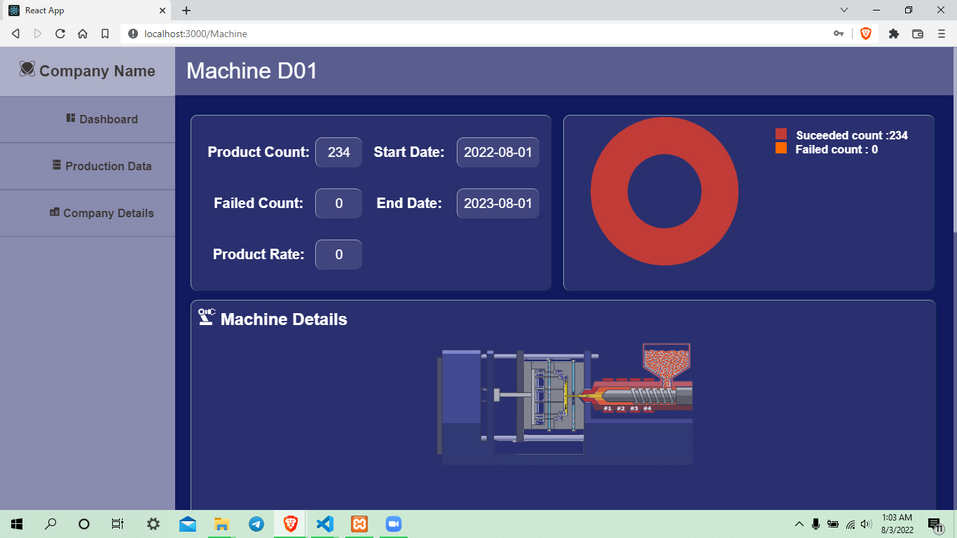 React App
localhost:3000/Machine
Company Name
Machine D01
Dashboard
Production Data
Company Details
Product Count: 234 Start Date: 2022-08-01
Failed Count: 0 End Date: 2023-08-01
Product Rate: 0
Suceeded count :234
Failed count : 0
Machine Details
#1 #2 #3 #4
1:03 AM
8/3/2022
11